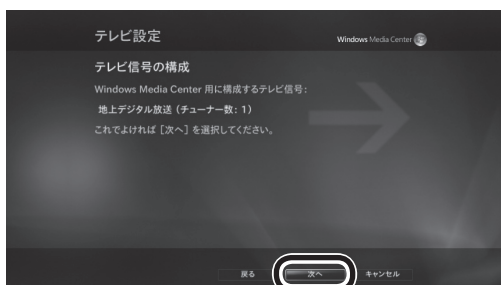 テレビ設定
Windows Media Center
テレビ信号の構成
Windows Media Center 用に構成するテレビ信号:
地上デジタル放送 (チューナー数: 1)
これでよければ [次へ] を選択してください。
戻る 次へ キャンセル